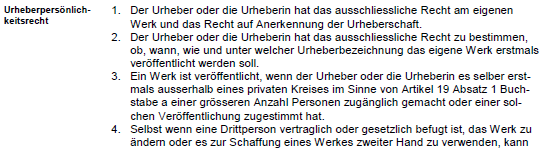 Urheberpersönlich-
keitsrecht
1. Der Urheber oder die Urheberin hat das ausschliessliche Recht am eigenen
Werk und das Recht auf Anerkennung der Urheberschaft.
2. Der Urheber oder die Urheberin hat das ausschliessliche Recht zu bestimmen,
ob, wann, wie und unter welcher Urheberbezeichnung das eigene Werk erstmals
veröffentlicht werden soll.
3. Ein Werk ist veröffentlicht, wenn der Urheber oder die Urheberin es selber erst-
mals ausserhalb eines privaten Kreises im Sinne von Artikel 19 Absatz 1 Buch-
stabe a einer grösseren Anzahl Personen zugänglich gemacht oder einer sol-
chen Veröffentlichung zugestimmt hat.
4. Selbst wenn eine Drittperson vertraglich oder gesetzlich befugt ist, das Werk zu
ändern oder es zur Schaffung eines Werkes zweiter Hand zu verwenden, kann